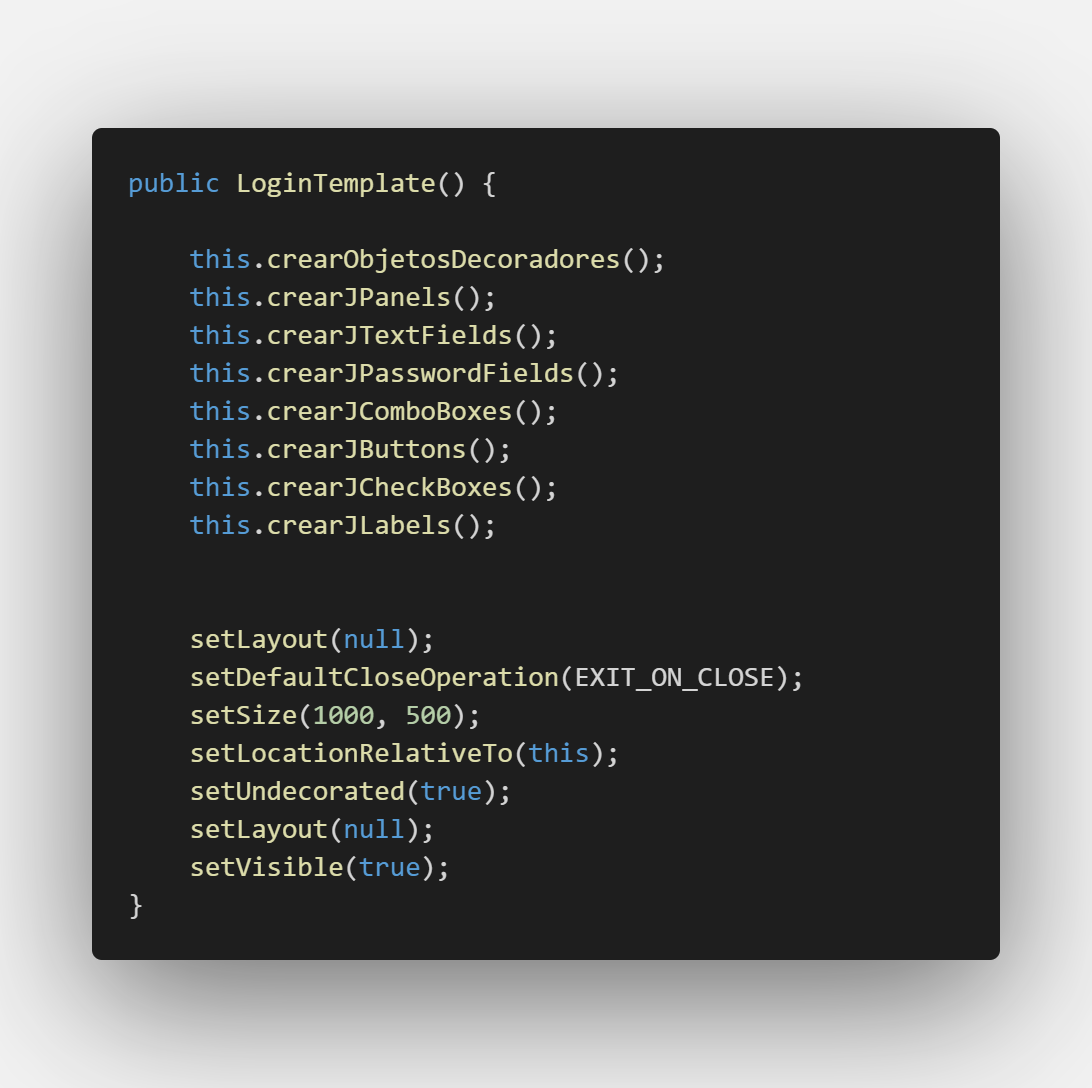 public LoginTemplate() {
this.crearObjetosDecoradores();
this.crearJPanels();
this.crearJTextFields();
this.crearJPasswordFields();
this.crearJComboBoxes();
this.crearJButtons();
this.crearJCheckBoxes();
this.crearJLabels();
setLayout(null);
setDefaultCloseOperation(EXIT_ON_CLOSE);
setSize(1000, 500);
setLocationRelativeTo(this);
setUndecorated(true);
setLayout(null);
setVisible(true);
}